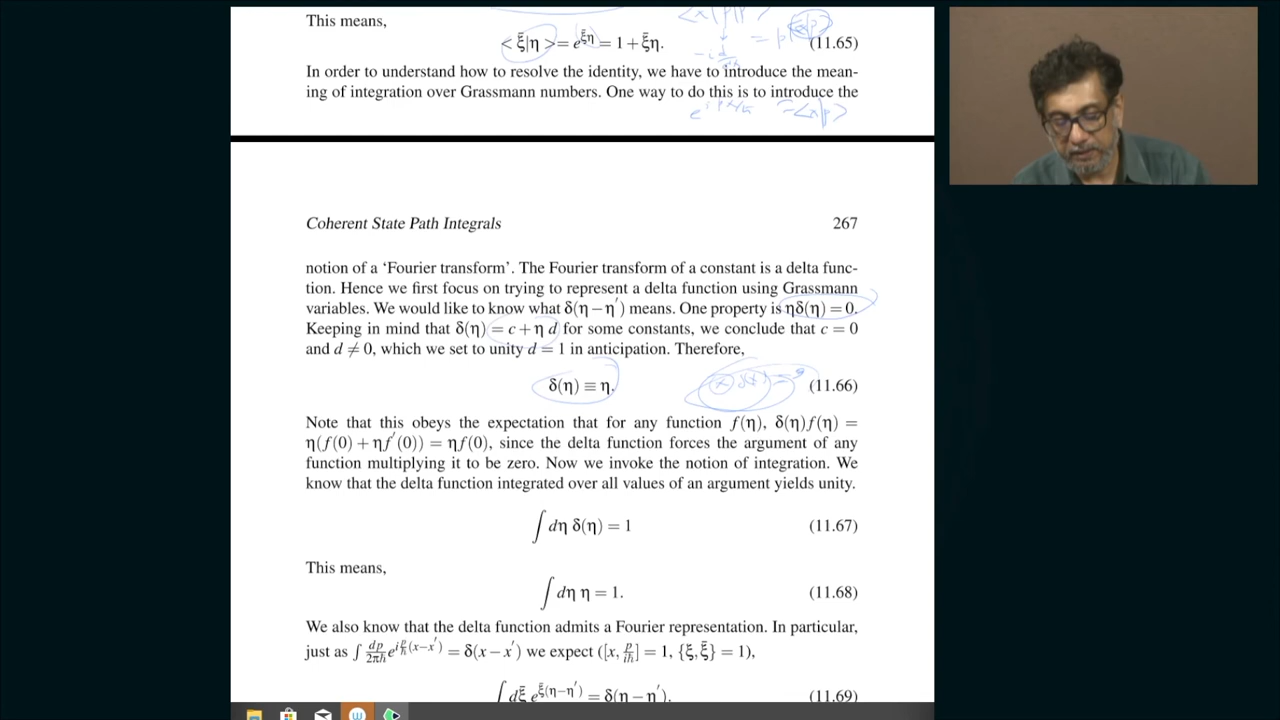 This means,
< ξ̄|η >= e^{ξ̄η} = 1 + ξ̄η. (11.65)
In order to understand how to resolve the identity, we have to introduce the mean-
ing of integration over Grassmann numbers. One way to do this is to introduce the
Coherent State Path Integrals 267
notion of a ‘Fourier transform’. The Fourier transform of a constant is a delta func-
tion. Hence we first focus on trying to represent a delta function using Grassmann
variables. We would like to know what δ(η−η′) means. One property is ηδ(η) = 0.
Keeping in mind that δ(η) = c + η d for some constants, we conclude that c = 0
and d ≠ 0, which we set to unity d = 1 in anticipation. Therefore,
δ(η) ≡ η. (11.66)
Note that this obeys the expectation that for any function f(η), δ(η)f(η) =
η(f(0) + ηf′(0)) = ηf(0), since the delta function forces the argument of any
function multiplying it to be zero. Now we invoke the notion of integration. We
know that the delta function integrated over all values of an argument yields unity.
∫ dη δ(η) = 1 (11.67)
This means,
∫ dη η = 1. (11.68)
We also know that the delta function admits a Fourier representation. In particular,
just as ∫ dp/2πħ e^{i p/ħ (x−x′)} = δ(x − x′) we expect ([x, p/iħ] = 1, {ξ, ξ̄} = 1),
∫ dξ̄ e^{ξ̄(η−η′)} = δ(η − η′). (11.69)